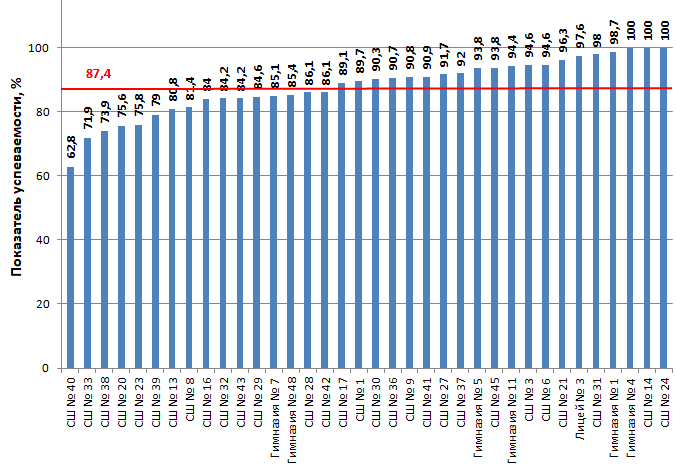 Показатель успеваемости, %
100
80
60
40
20
0
87,4
62,8
71,9
73,9
75,6
75,8
79
80,8
81,4
84
84,2
84,2
84,6
85,1
85,4
86,1
86,1
89,1
89,7
90,3
90,7
90,8
90,9
91,7
92
93,8
93,8
94,4
94,6
94,6
96,3
97,6
98
98,7
100
100
100
СШ № 40
СШ № 33
СШ № 38
СШ № 20
СШ № 23
СШ № 39
СШ № 13
СШ № 8
СШ № 16
СШ № 32
СШ № 43
СШ № 29
Гимназия № 7
Гимназия № 48
СШ № 28
СШ № 42
СШ № 17
СШ № 1
СШ № 30
СШ № 36
СШ № 9
СШ № 41
СШ № 27
СШ № 37
Гимназия № 5
СШ № 45
Гимназия № 11
СШ № 3
СШ № 6
СШ № 21
Лицей № 3
СШ № 31
Гимназия № 1
Гимназия № 4
СШ № 14
СШ № 24